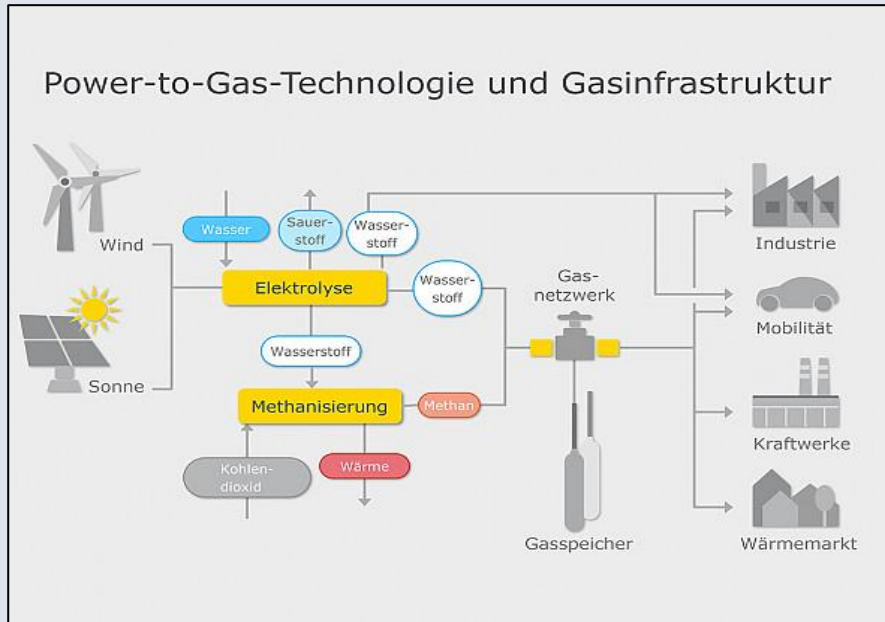 Power-to-Gas-Technologie und Gasinfrastruktur
Wind
Sonne
Wasser
Sauer-
stoff
Wasser-
stoff
Elektrolyse
Wasser-
stoff
Wasserstoff
Methanisierung
Methan
Kohlen-
dioxid
Wärme
Gas-
netzwerk
Gasspeicher
Industrie
Mobilität
Kraftwerke
Wärmemarkt